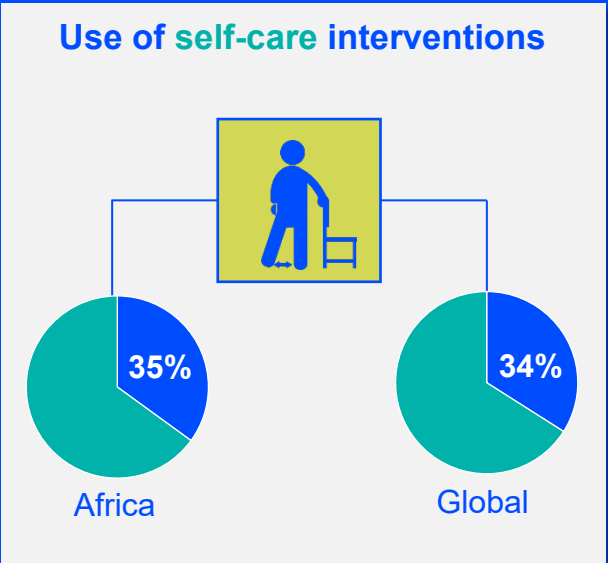 Use of self-care interventions
35%
34%
Africa
Global